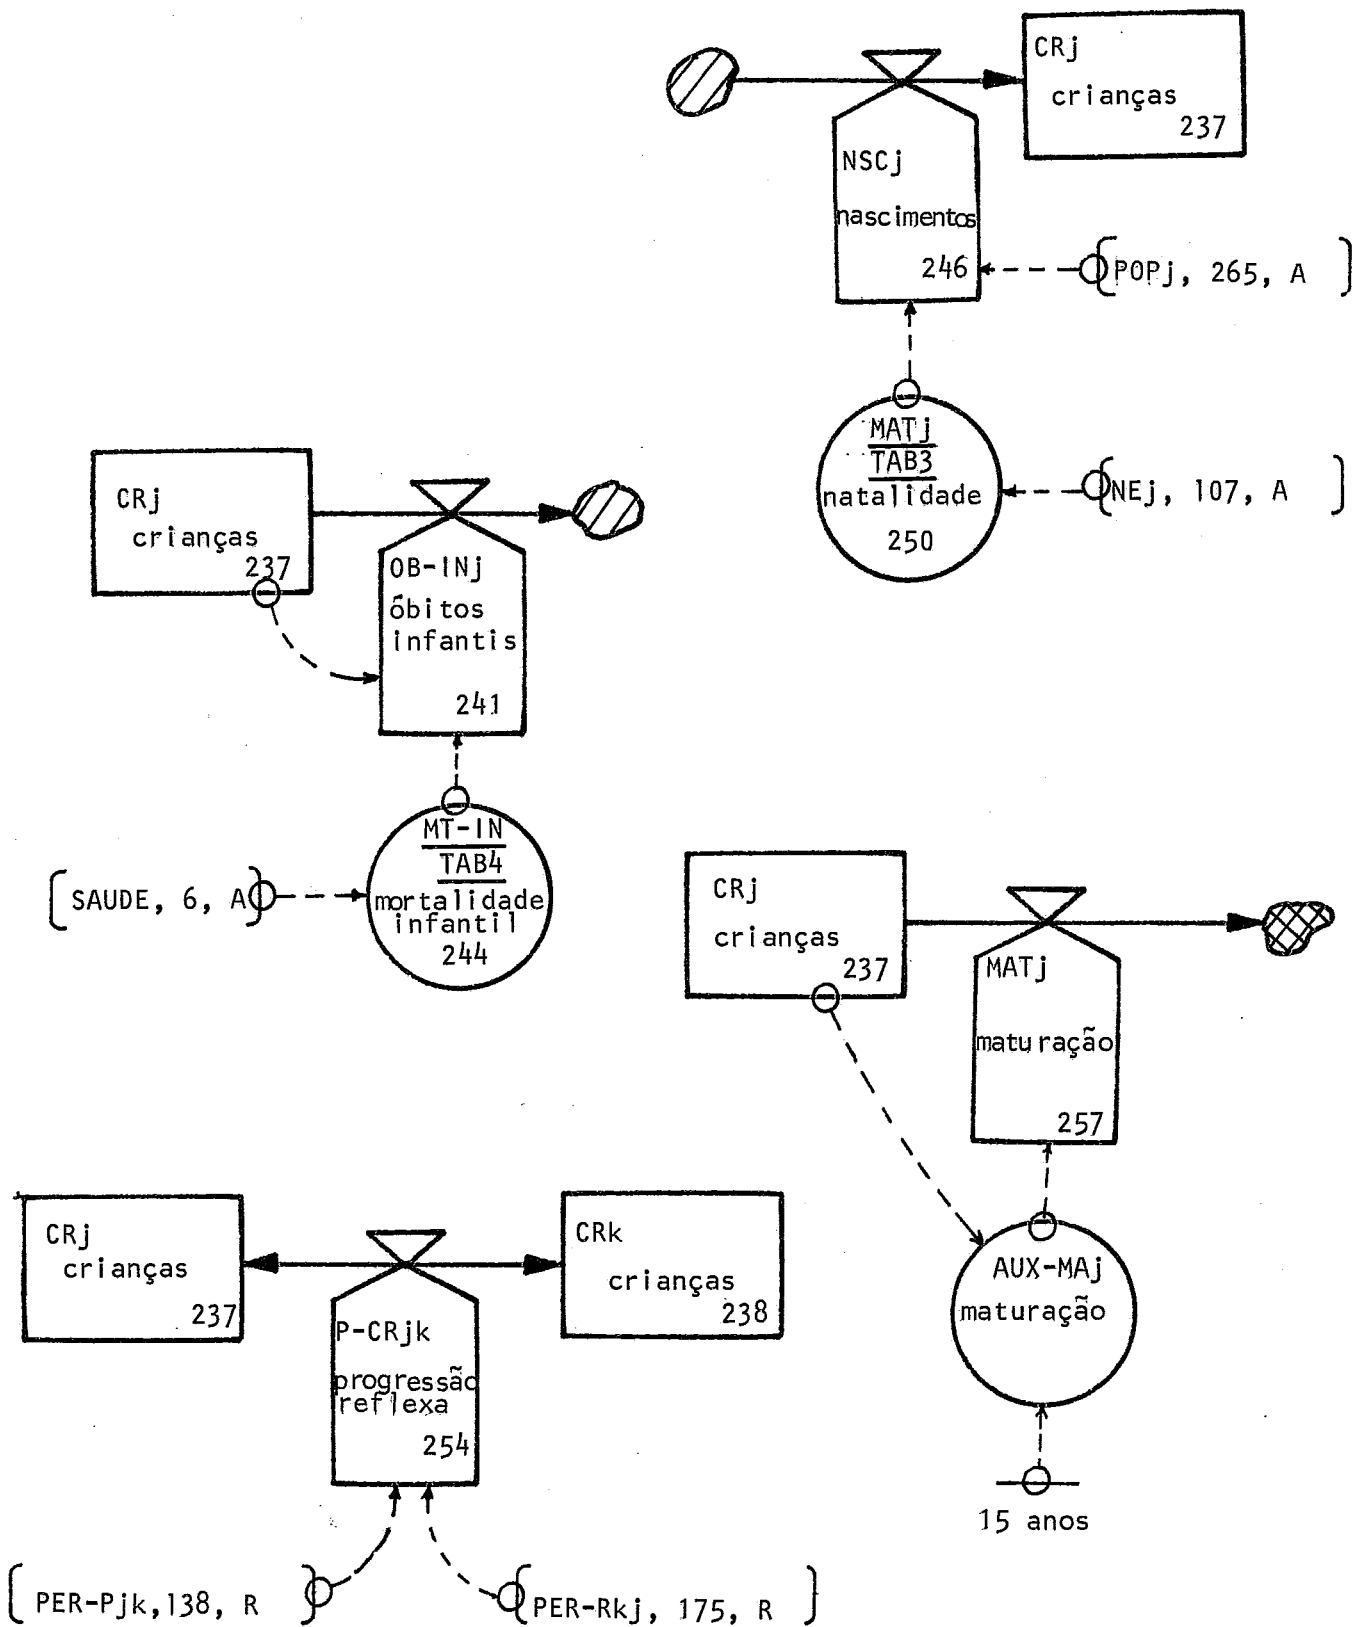 CRj
crianças
237
NSCj
nascimentos
246
POPj, 265, A
MATj
TAB3
natalidade
250
NEj, 107, A
CRj
crianças
237
OB-INj
õbitos
infantis
241
MT-IN
TAB4
mortalidade
infantil
244
SAUDE, 6, A
CRj
crianças
237
MATj
maturação
257
AUX-MAj
maturação
15 anos
CRj
crianças
237
CRk
crianças
238
P-CRjk
progressão
reflexa
254
PER-Pjk,138, R
PER-Rkj, 175, R